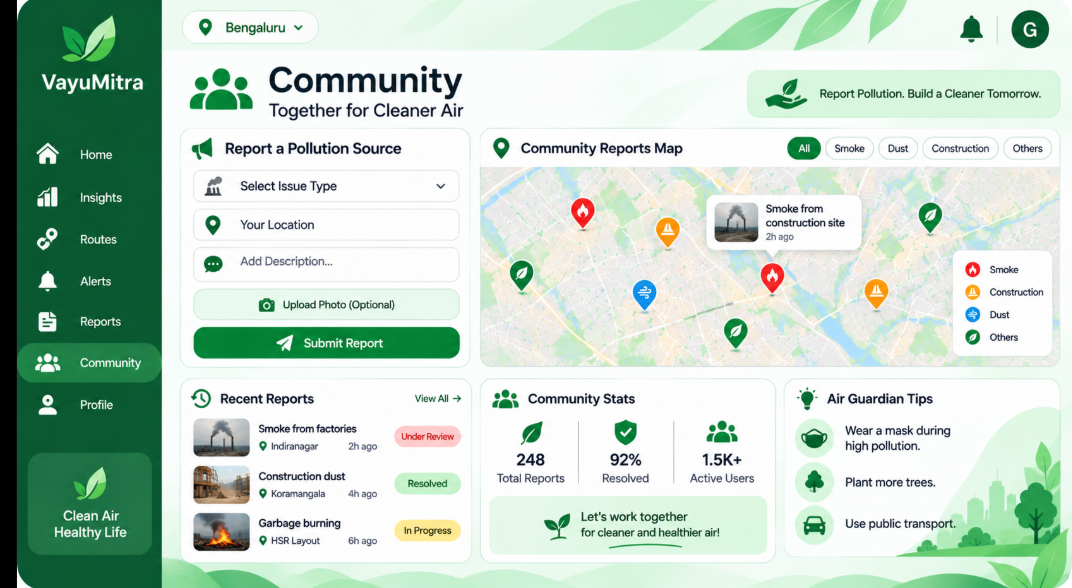 VayuMitra
Home
Insights
Routes
Alerts
Reports
Community
Profile
Clean Air
Healthy Life
Bengaluru
G
Community
Together for Cleaner Air
Report Pollution. Build a Cleaner Tomorrow.
Report a Pollution Source
Select Issue Type
Your Location
Add Description...
Upload Photo (Optional)
Submit Report
Community Reports Map
All
Smoke
Dust
Construction
Others
Smoke from
construction site
2h ago
Smoke
Construction
Dust
Others
Recent Reports
View All →
Smoke from factories
Indiranagar 2h ago
Under Review
Construction dust
Koramangala 4h ago
Resolved
Garbage burning
HSR Layout 6h ago
In Progress
Community Stats
248
Total Reports
92%
Resolved
1.5K+
Active Users
Let's work together
for cleaner and healthier air!
Air Guardian Tips
Wear a mask during
high pollution.
Plant more trees.
Use public transport.